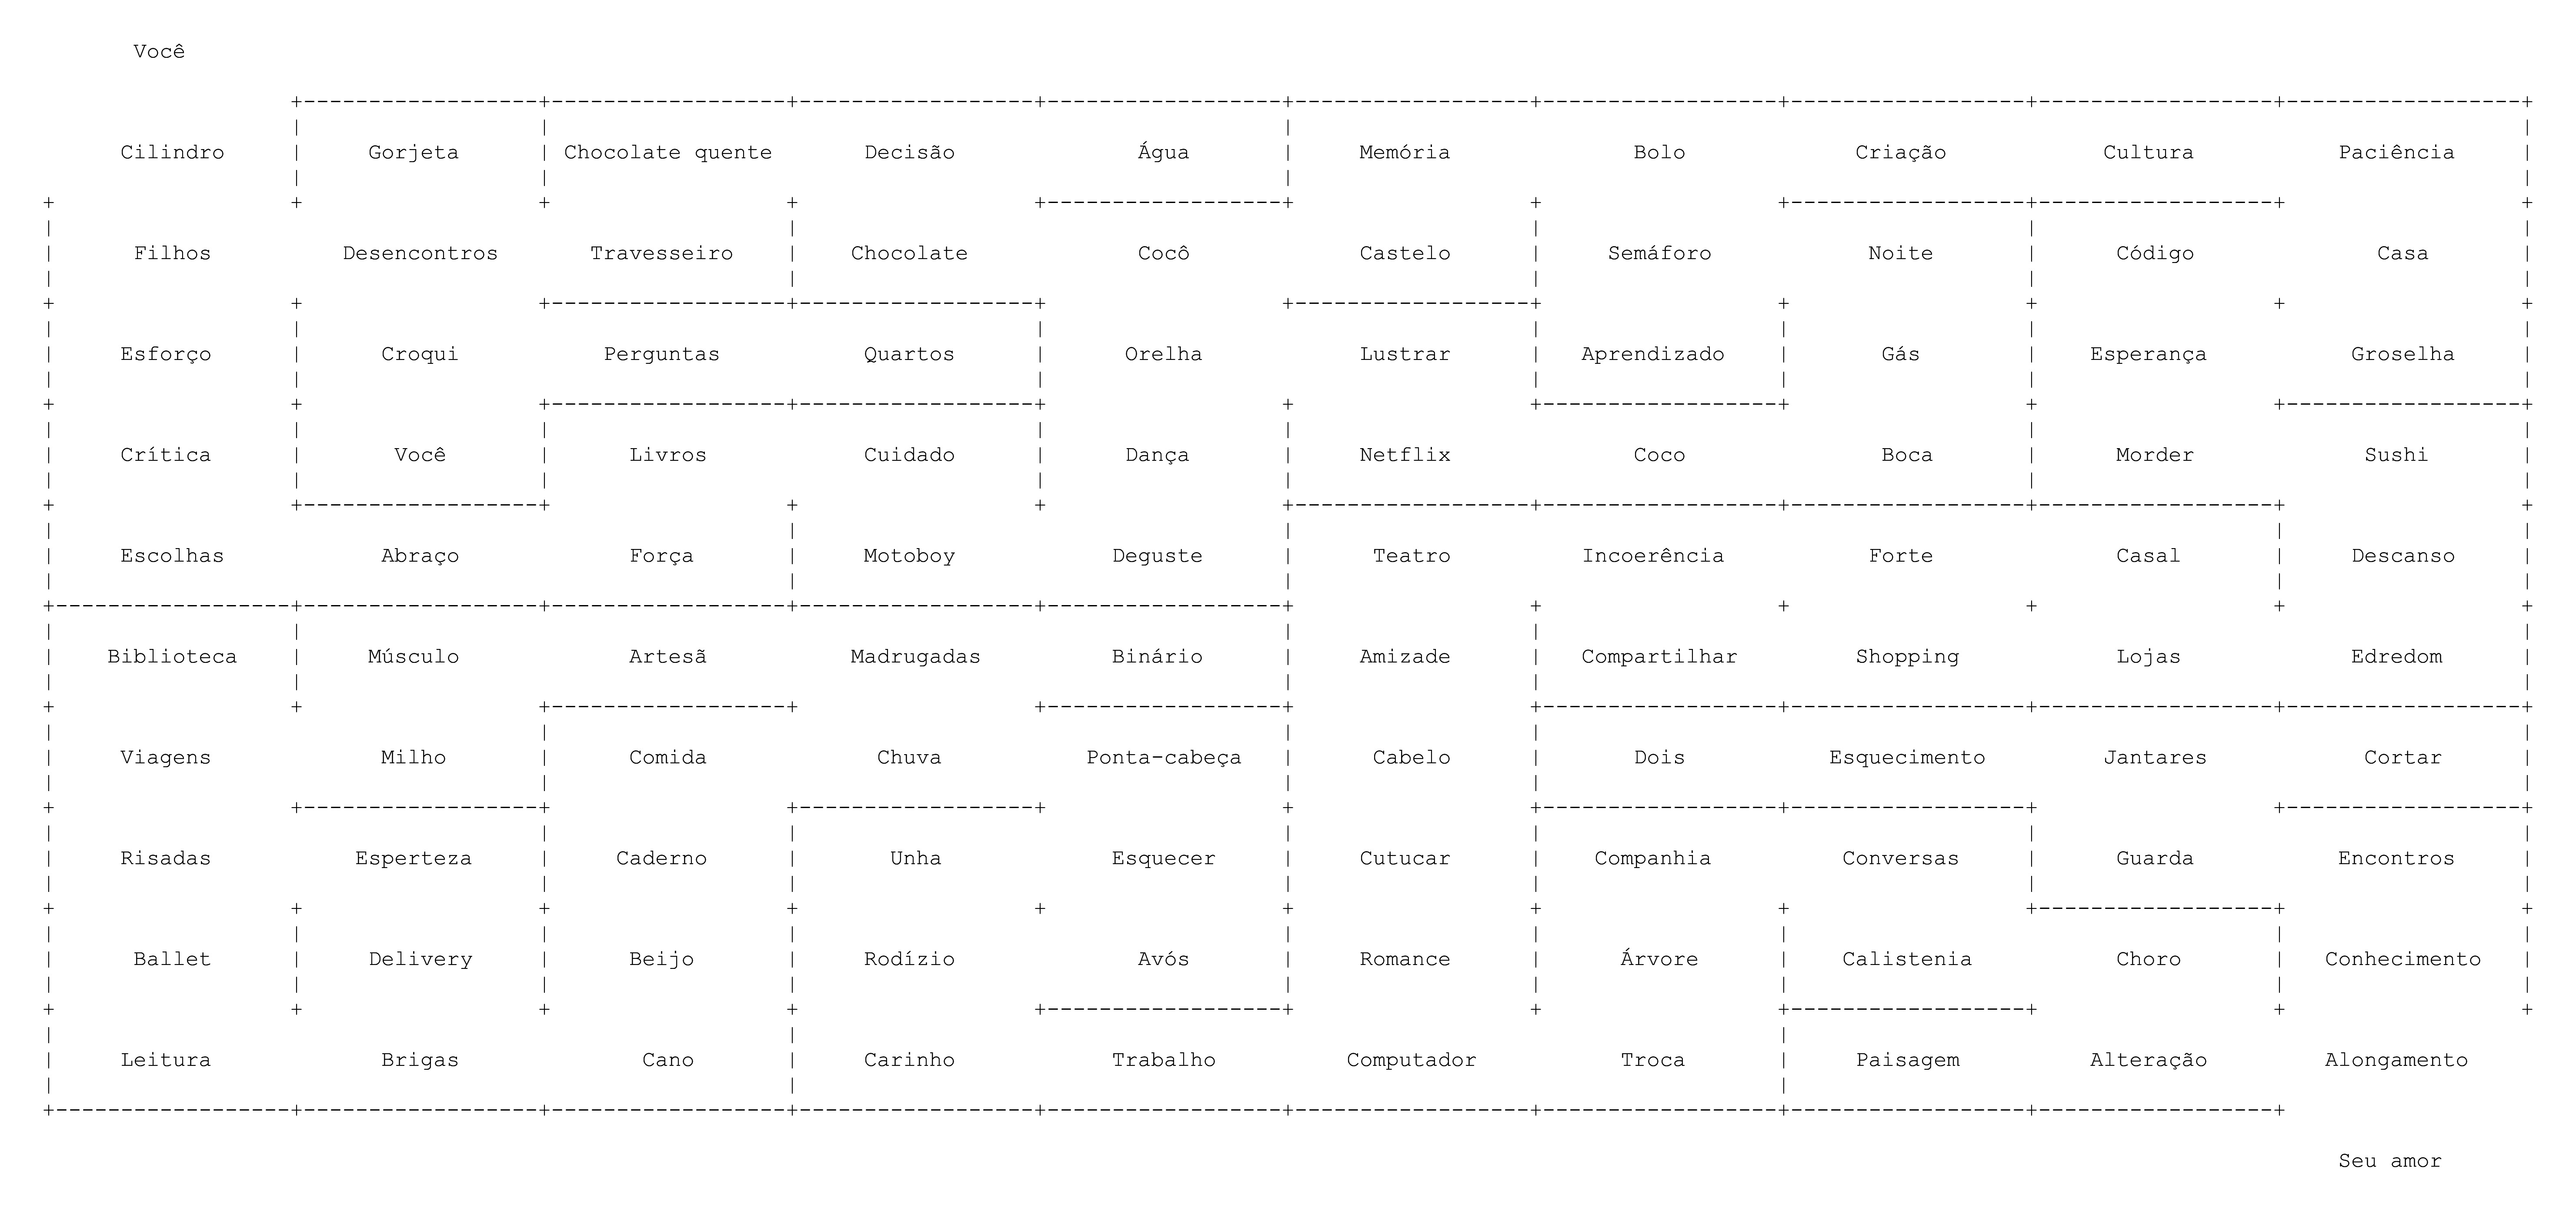 Você
Cilindro Gorjeta Chocolate quente Decisão Água Memória Bolo Criação Cultura Paciência
Filhos Desencontros Travesseiro Chocolate Cocô Castelo Semáforo Noite Código Casa
Esforço Croqui Perguntas Quartos Orelha Lustrar Aprendizado Gás Esperança Groselha
Crítica Você Livros Cuidado Dança Netflix Coco Boca Morder Sushi
Escolhas Abraço Força Motoboy Deguste Teatro Incoerência Forte Casal Descanso
Biblioteca Músculo Artesã Madrugadas Binário Amizade Compartilhar Shopping Lojas Edredom
Viagens Milho Comida Chuva Ponta-cabeça Cabelo Dois Esquecimento Jantares Cortar
Risadas Esperteza Caderno Unha Esquecer Cutucar Companhia Conversas Guarda Encontros
Ballet Delivery Beijo Rodízio Avós Romance Árvore Calistenia Choro Conhecimento
Leitura Brigas Cano Carinho Trabalho Computador Troca Paisagem Alteração Alongamento
Seu amor